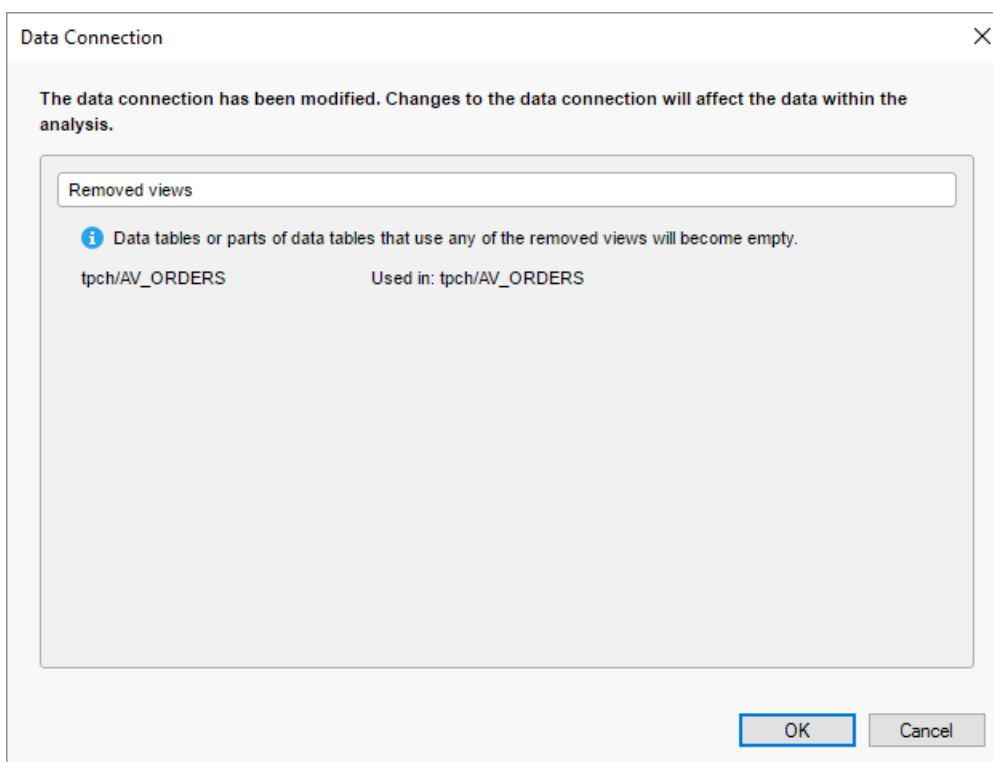 Data Connection
The data connection has been modified. Changes to the data connection will affect the data within the
analysis.
Removed views
Data tables or parts of data tables that use any of the removed views will become empty.
tpch/AV_ORDERS Used in: tpch/AV_ORDERS
OK Cancel